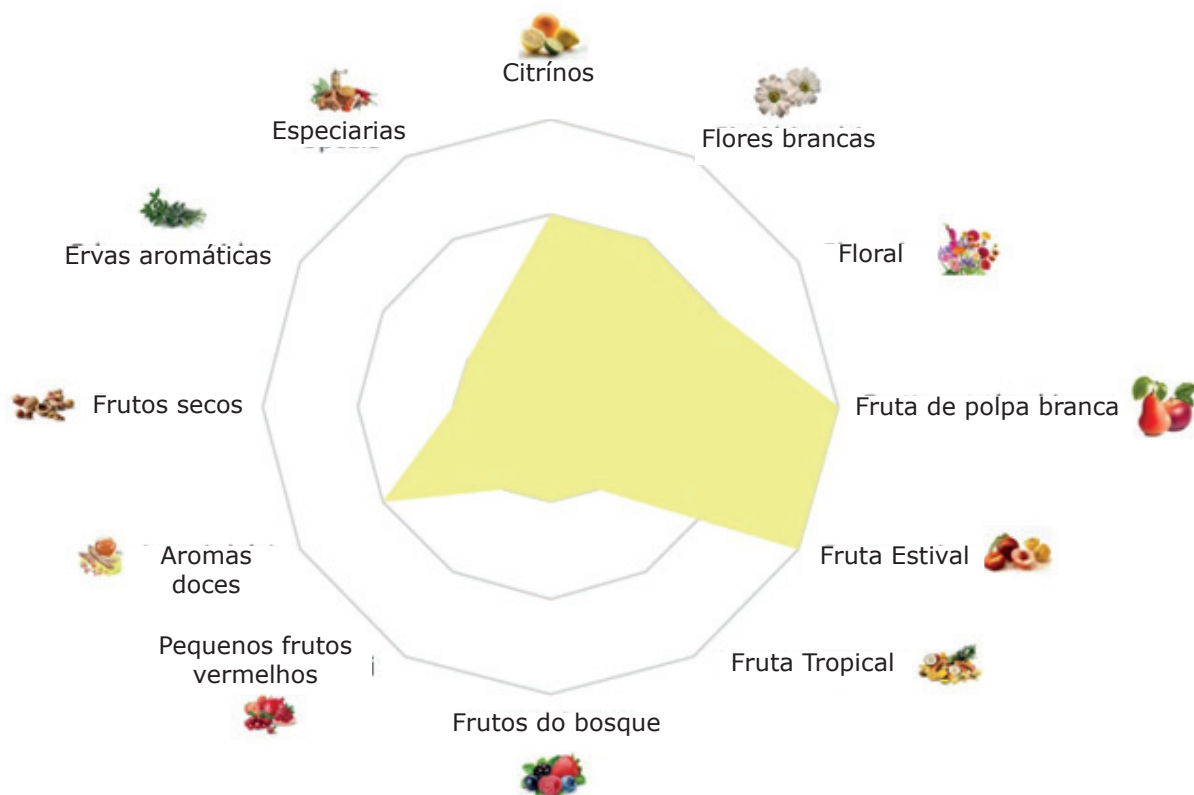 Citrínos
Flores brancas
Especiarias
Ervas aromáticas
Floral
Frutos secos
Fruta de polpa branca
Aromas
doces
Fruta Estival
Pequenos frutos
vermelhos
Fruta Tropical
Frutos do bosque